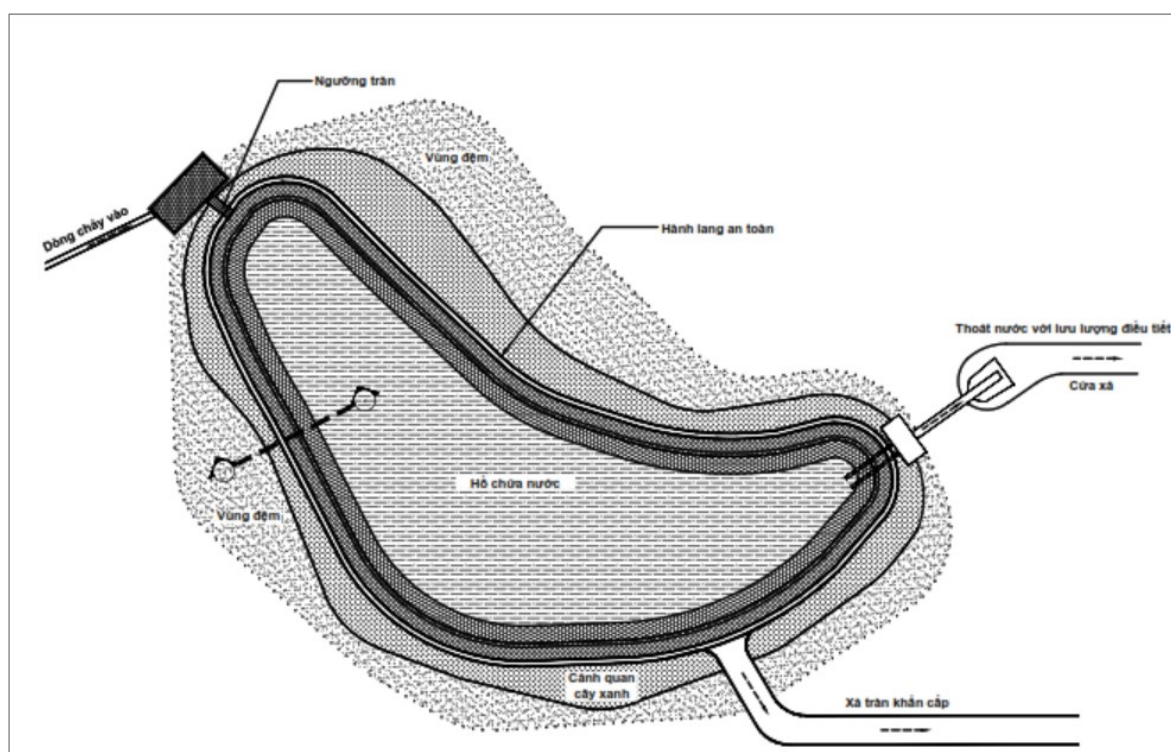 Ngưỡng tràn
Vùng đệm
Dòng chảy vào
Hành lang an toàn
Thoát nước với lưu lượng điều tiết
Cửa xả
Hồ chứa nước
Vùng đệm
Cảnh quan
cây xanh
Xả tràn khẩn cấp